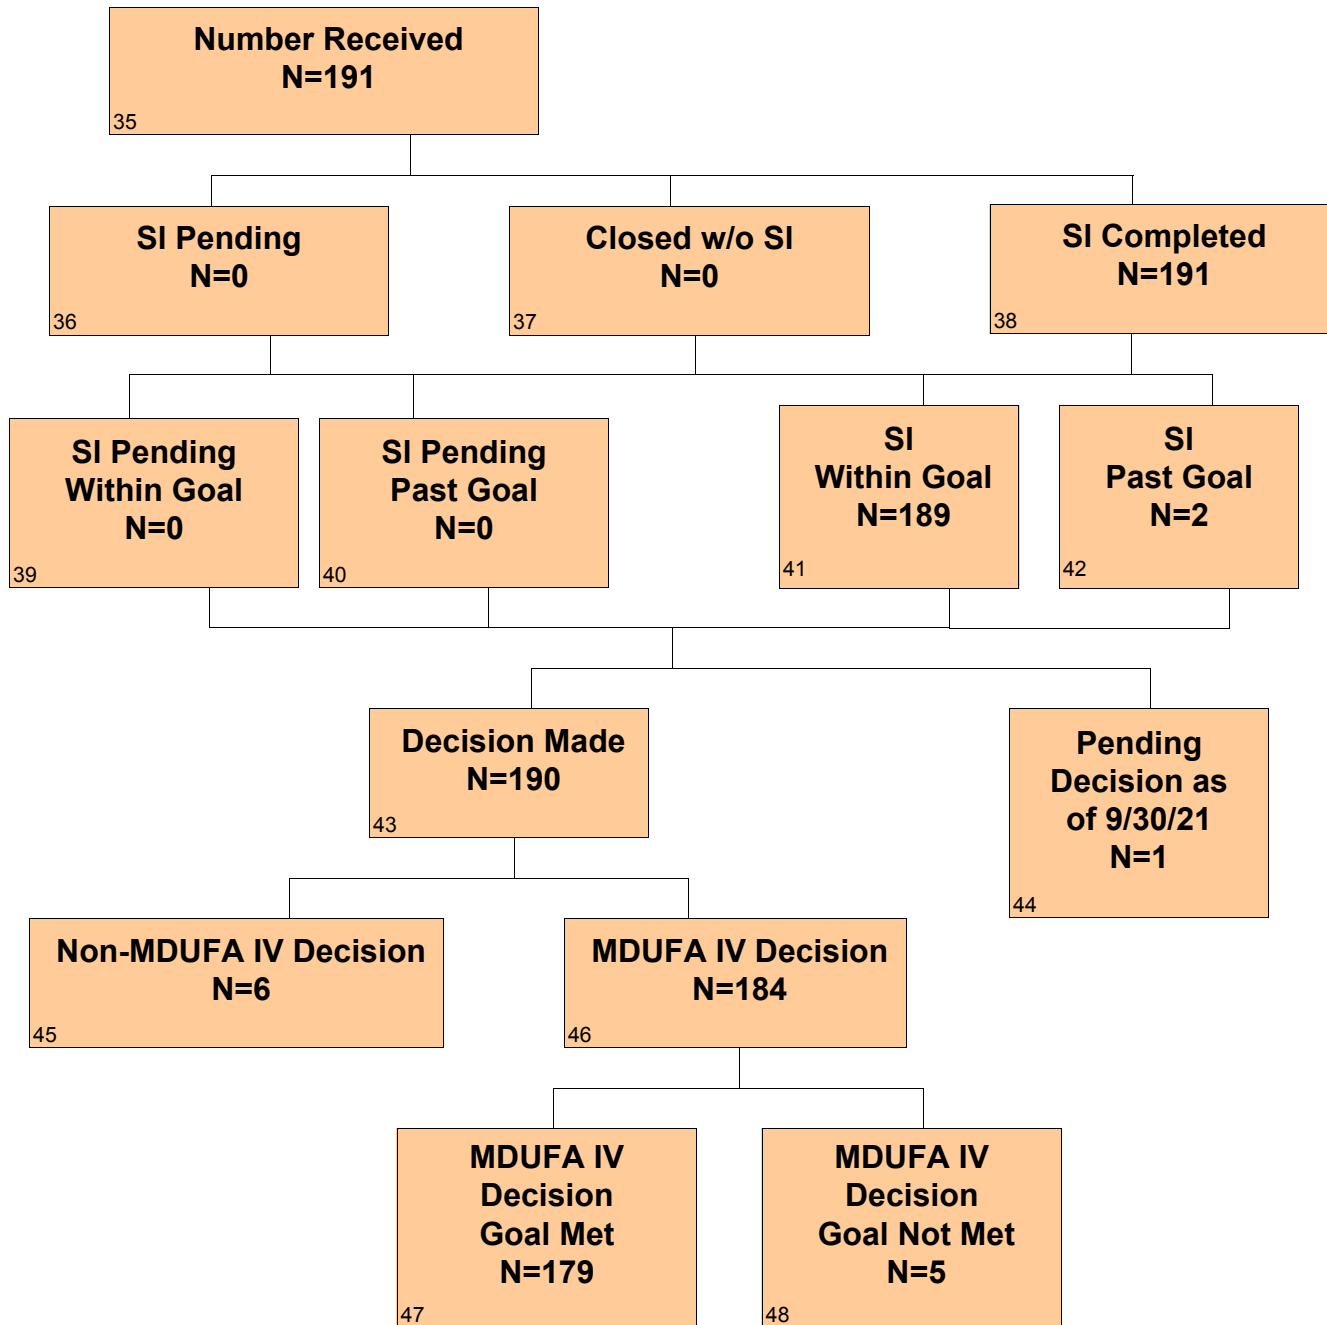 Number Received
N=191
35
SI Pending
N=0
36
Closed w/o SI
N=0
37
SI Completed
N=191
38
SI Pending
Within Goal
N=0
39
SI Pending
Past Goal
N=0
40
SI
Within Goal
N=189
41
SI
Past Goal
N=2
42
Decision Made
N=190
43
Pending
Decision as
of 9/30/21
N=1
44
Non-MDUFA IV Decision
N=6
45
MDUFA IV Decision
N=184
46
MDUFA IV
Decision
Goal Met
N=179
47
MDUFA IV
Decision
Goal Not Met
N=5
48